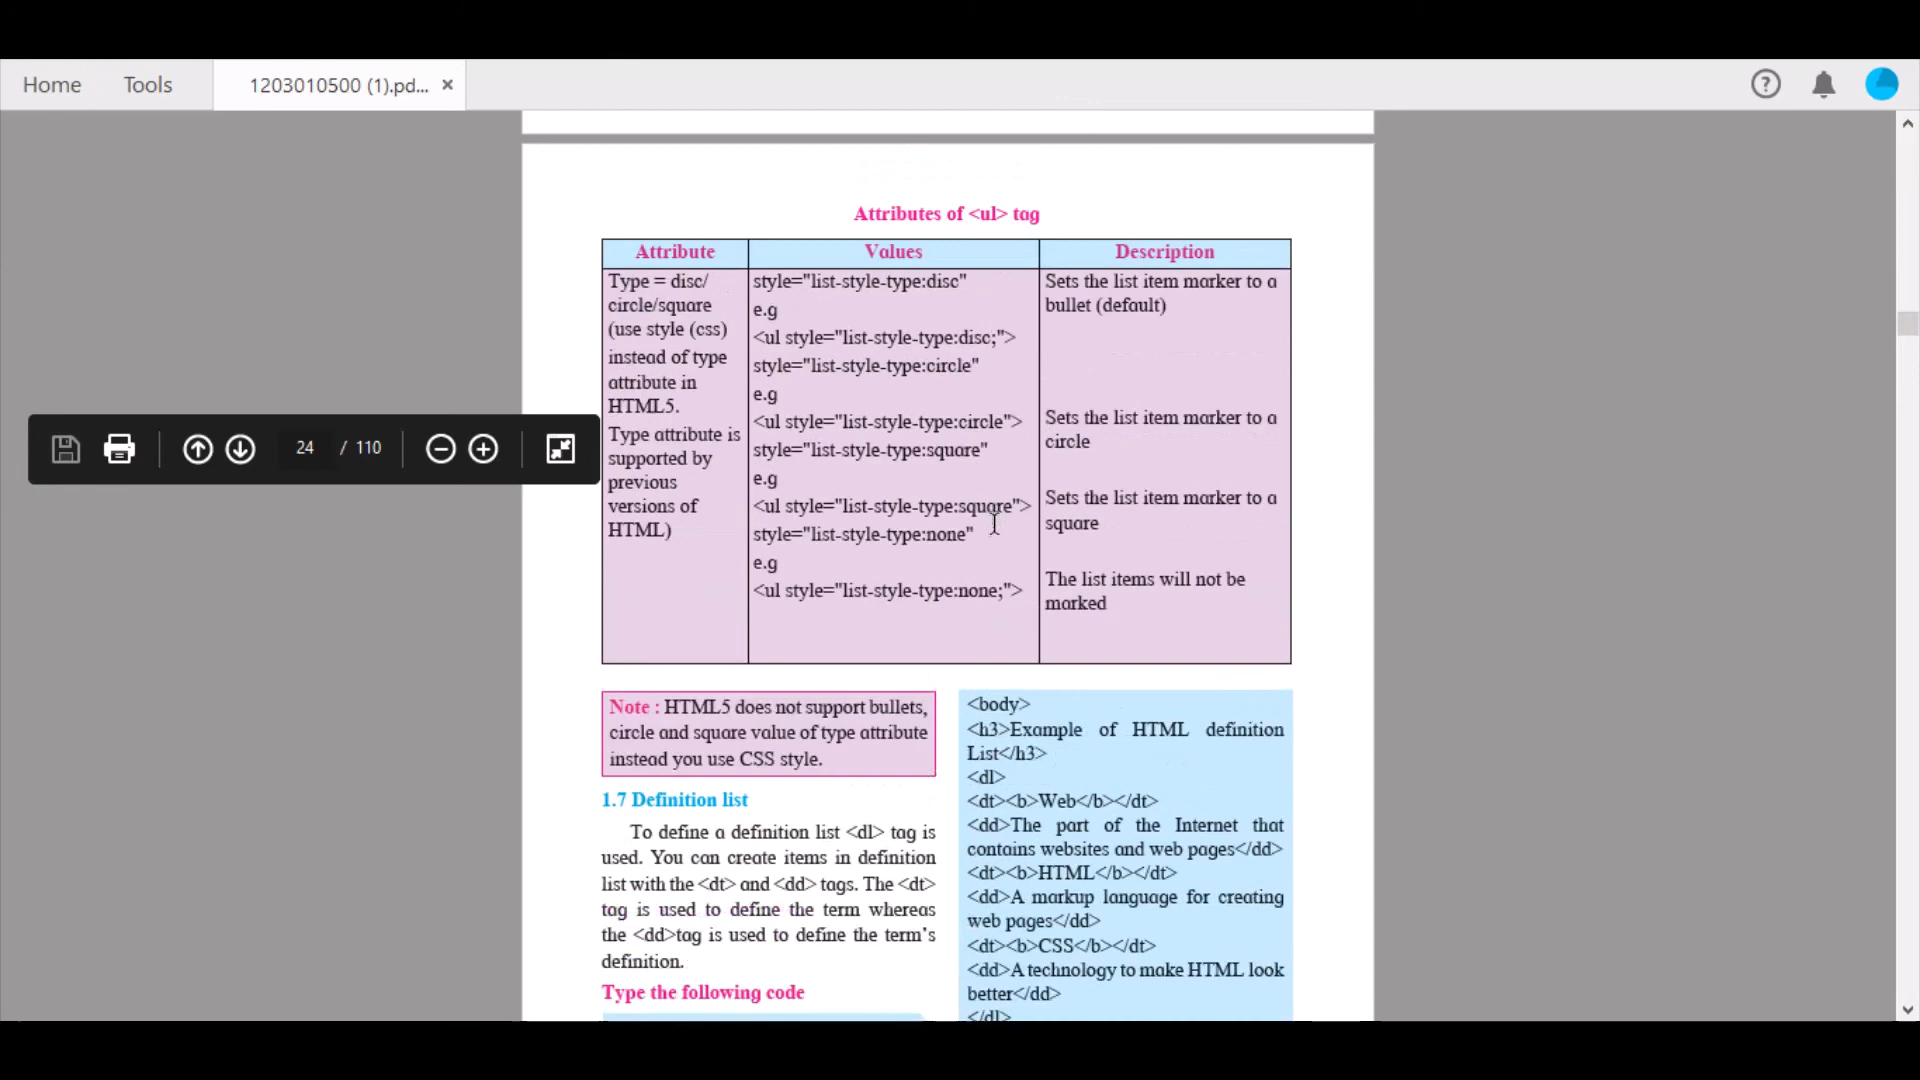 Home
Tools
1203010500 (1).pd...
24 / 110
Attributes of <ul> tag
Attribute
Values
Description
Type = disc/
circle/square
(use style (css)
instead of type
attribute in
HTML5.
Type attribute is
supported by
previous
versions of
HTML)
style="list-style-type:disc"
e.g
<ul style="list-style-type:disc;">
style="list-style-type:circle"
e.g
<ul style="list-style-type:circle">
style="list-style-type:square"
e.g
<ul style="list-style-type:square">
style="list-style-type:none"
e.g
<ul style="list-style-type:none;">
Sets the list item marker to a
bullet (default)
Sets the list item marker to a
circle
Sets the list item marker to a
square
The list items will not be
marked
Note : HTML5 does not support bullets,
circle and square value of type attribute
instead you use CSS style.
1.7 Definition list
To define a definition list <dl> tag is
used. You can create items in definition
list with the <dt> and <dd> tags. The <dt>
tag is used to define the term whereas
the <dd>tag is used to define the term's
definition.
Type the following code
<body>
<h3>Example of HTML definition
List</h3>
<dl>
<dt><b>Web</b></dt>
<dd>The part of the Internet that
contains websites and web pages</dd>
<dt><b>HTML</b></dt>
<dd>A markup language for creating
web pages</dd>
<dt><b>CSS</b></dt>
<dd>A technology to make HTML look
better</dd>
</dl>